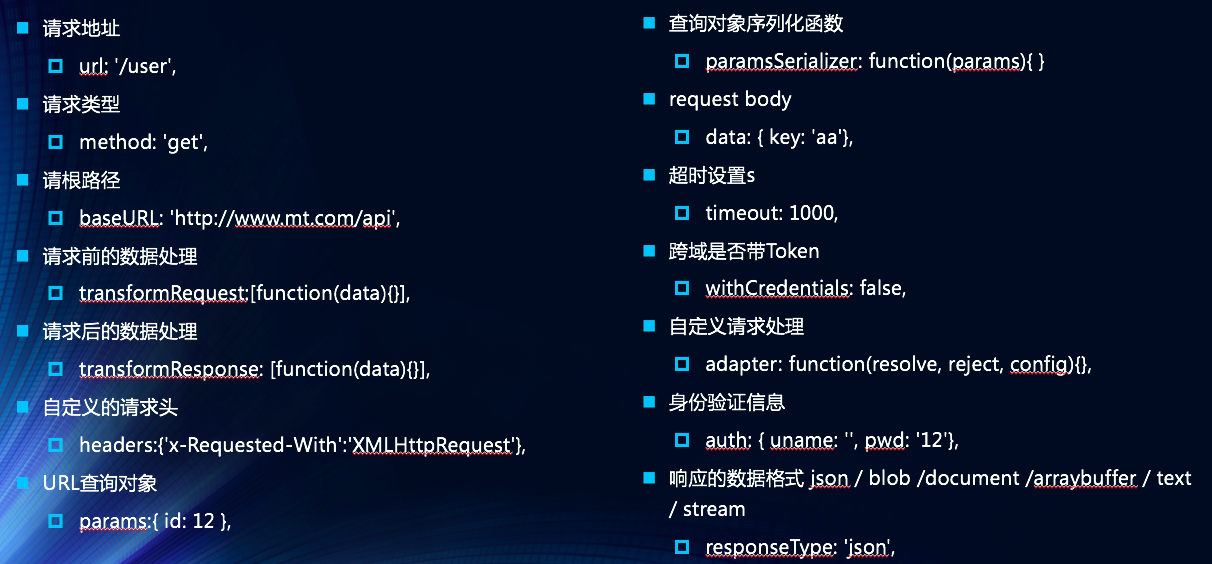 请求地址
url: '/user',
请求类型
method: 'get',
请根路径
baseURL: 'http://www.mt.com/api',
请求前的数据处理
transformRequest:[function(data){}],
请求后的数据处理
transformResponse: [function(data){}],
自定义的请求头
headers:{'x-Requested-With':'XMLHttpRequest'},
URL查询对象
params:{ id: 12 },
查询对象序列化函数
paramsSerializer: function(params){ }
request body
data: { key: 'aa'},
超时设置s
timeout: 1000,
跨域是否带Token
withCredentials: false,
自定义请求处理
adapter: function(resolve, reject, config){},
身份验证信息
auth: { uname: '', pwd: '12'},
响应的数据格式 json / blob /document /arraybuffer / text
/ stream
responseType: 'json',